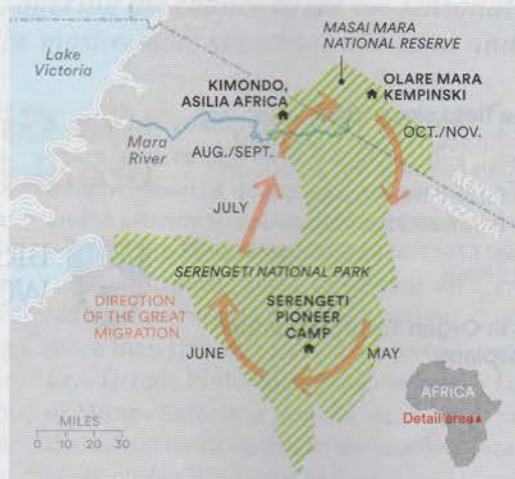 Lake
Victoria
MASAI MARA
NATIONAL RESERVE
KIMONDO,
ASILIA AFRICA
OLARE MARA
KEMPINSKI
Mara
River
AUG./SEPT.
OCT./NOV.
KENYA
TANZANIA
JULY
SERENGETI NATIONAL PARK
DIRECTION
OF THE GREAT
MIGRATION
SERENGETI
PIONEER
CAMP
JUNE
MAY
AFRICA
Detail area
MILES
0 10 20 30